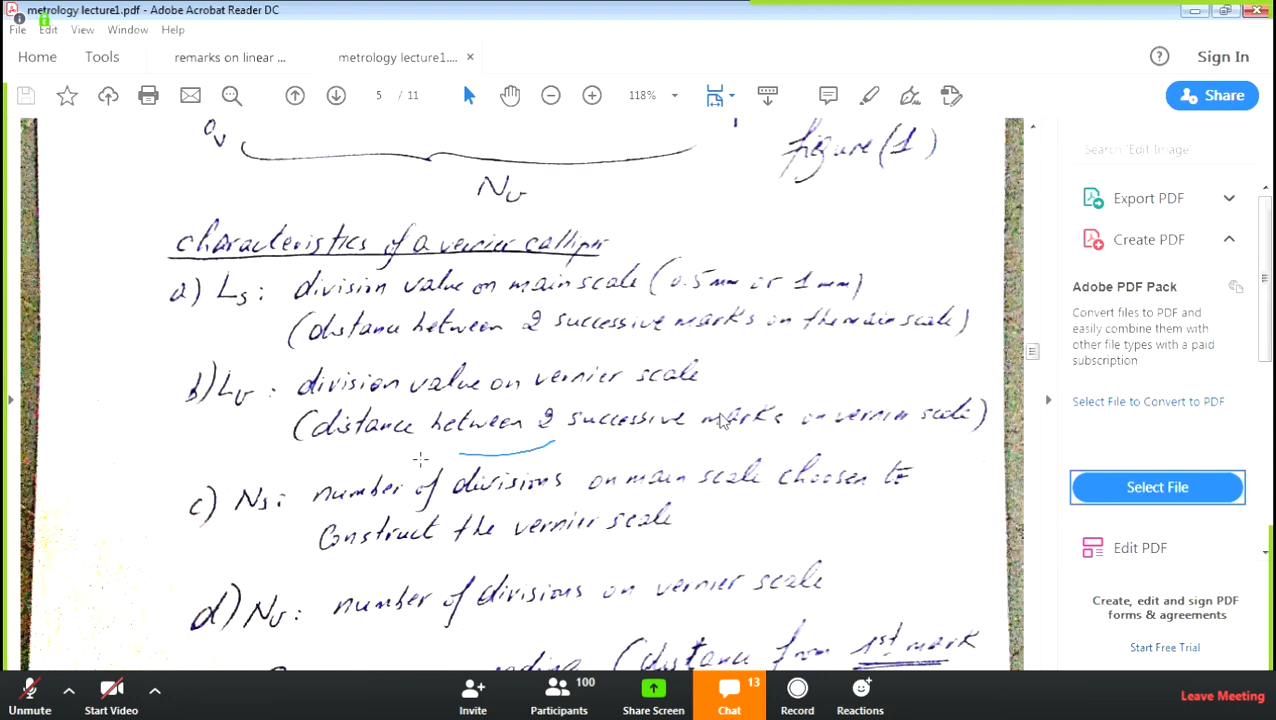 metrology lecture1.pdf - Adobe Acrobat Reader DC
File Edit View Window Help
Home Tools remarks on linear ... metrology lecture1.... × Sign In
5 / 11 118% Share
0v
Nv
figure (1)
characteristics of a vernier callipr
a) Ls: division value on main scale (0.5mm or 1mm)
(distance between 2 successive marks on the main scale)
b) Lv: division value on vernier scale
(distance between 2 successive marks on vernier scale)
c) Ns: number of divisions on main scale choosen to
Construct the vernier scale
d) Nv: number of divisions on vernier scale
reading (distance from 1st mark
Search 'Edit Image
Export PDF
Create PDF
Adobe PDF Pack
Convert files to PDF and
easily combine them with
other file types with a paid
subscription
Select File to Convert to PDF
Select File
Edit PDF
Create, edit and sign PDF
forms & agreements
Start Free Trial
13
100
Unmute Start Video Invite Participants Share Screen Chat Record Reactions Leave Meeting